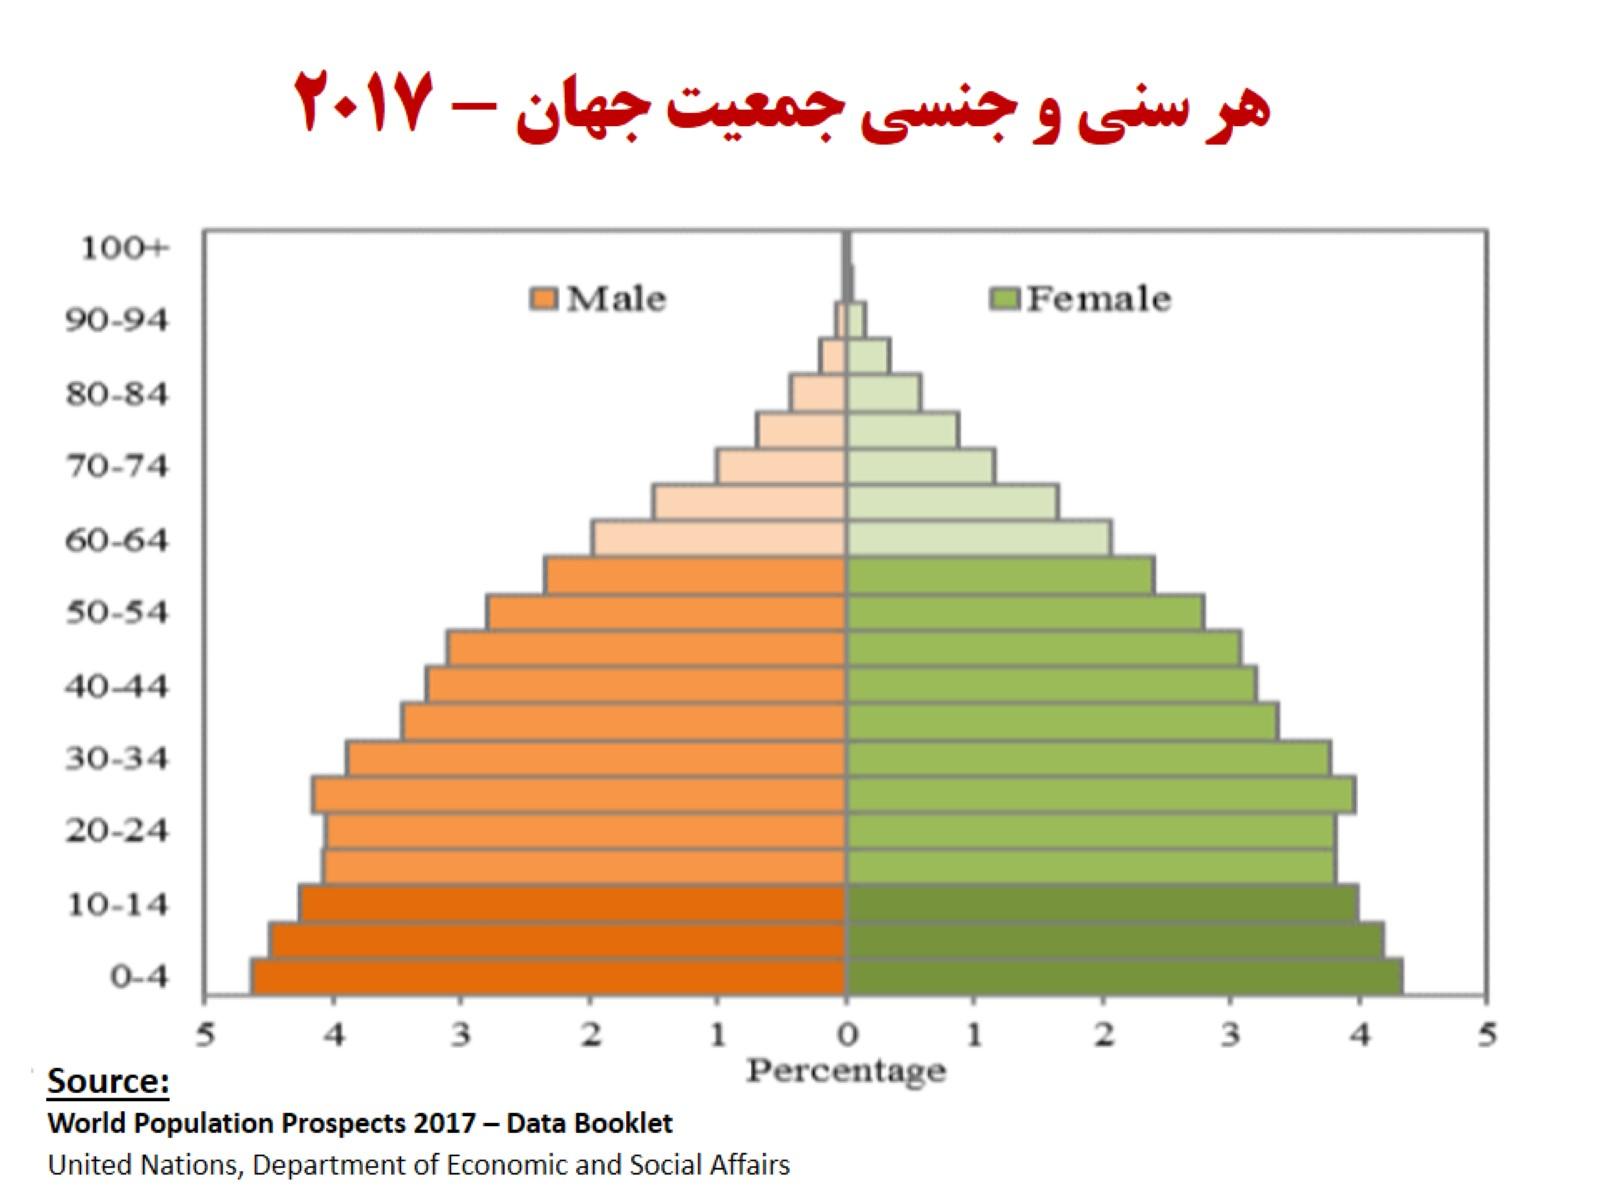 هر سنی و جنسی جمعیت جهان – ۲۰۱۷
100+
Male
Female
90-94
80-84
70-74
60-64
50-54
40-44
30-34
20-24
10-14
0-4
5 4 3 2 1 0 1 2 3 4 5
Percentage
Source:
World Population Prospects 2017 – Data Booklet
United Nations, Department of Economic and Social Affairs